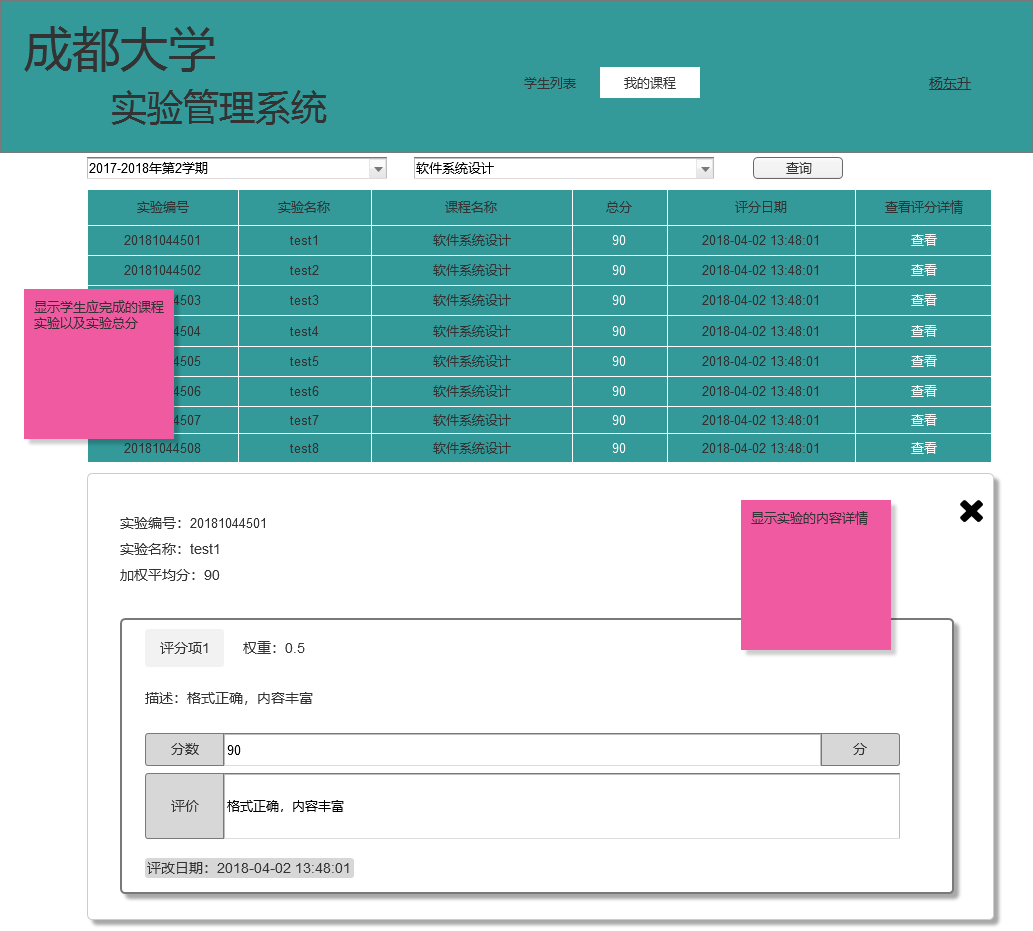 成都大学
实验管理系统
学生列表
我的课程
杨东升
2017-2018年第2学期
软件系统设计
查询
实验编号 实验名称 课程名称 总分 评分日期 查看评分详情
20181044501 test1 软件系统设计 90 2018-04-02 13:48:01 查看
20181044502 test2 软件系统设计 90 2018-04-02 13:48:01 查看
4503 test3 软件系统设计 90 2018-04-02 13:48:01 查看
4504 test4 软件系统设计 90 2018-04-02 13:48:01 查看
4505 test5 软件系统设计 90 2018-04-02 13:48:01 查看
4506 test6 软件系统设计 90 2018-04-02 13:48:01 查看
4507 test7 软件系统设计 90 2018-04-02 13:48:01 查看
20181044508 test8 软件系统设计 90 2018-04-02 13:48:01 查看
显示学生应完成的课程
实验以及实验总分
实验编号：20181044501
实验名称：test1
加权平均分：90
显示实验的内容详情
评分项1 权重：0.5
描述：格式正确，内容丰富
分数 90 分
评价 格式正确，内容丰富
评改日期：2018-04-02 13:48:01